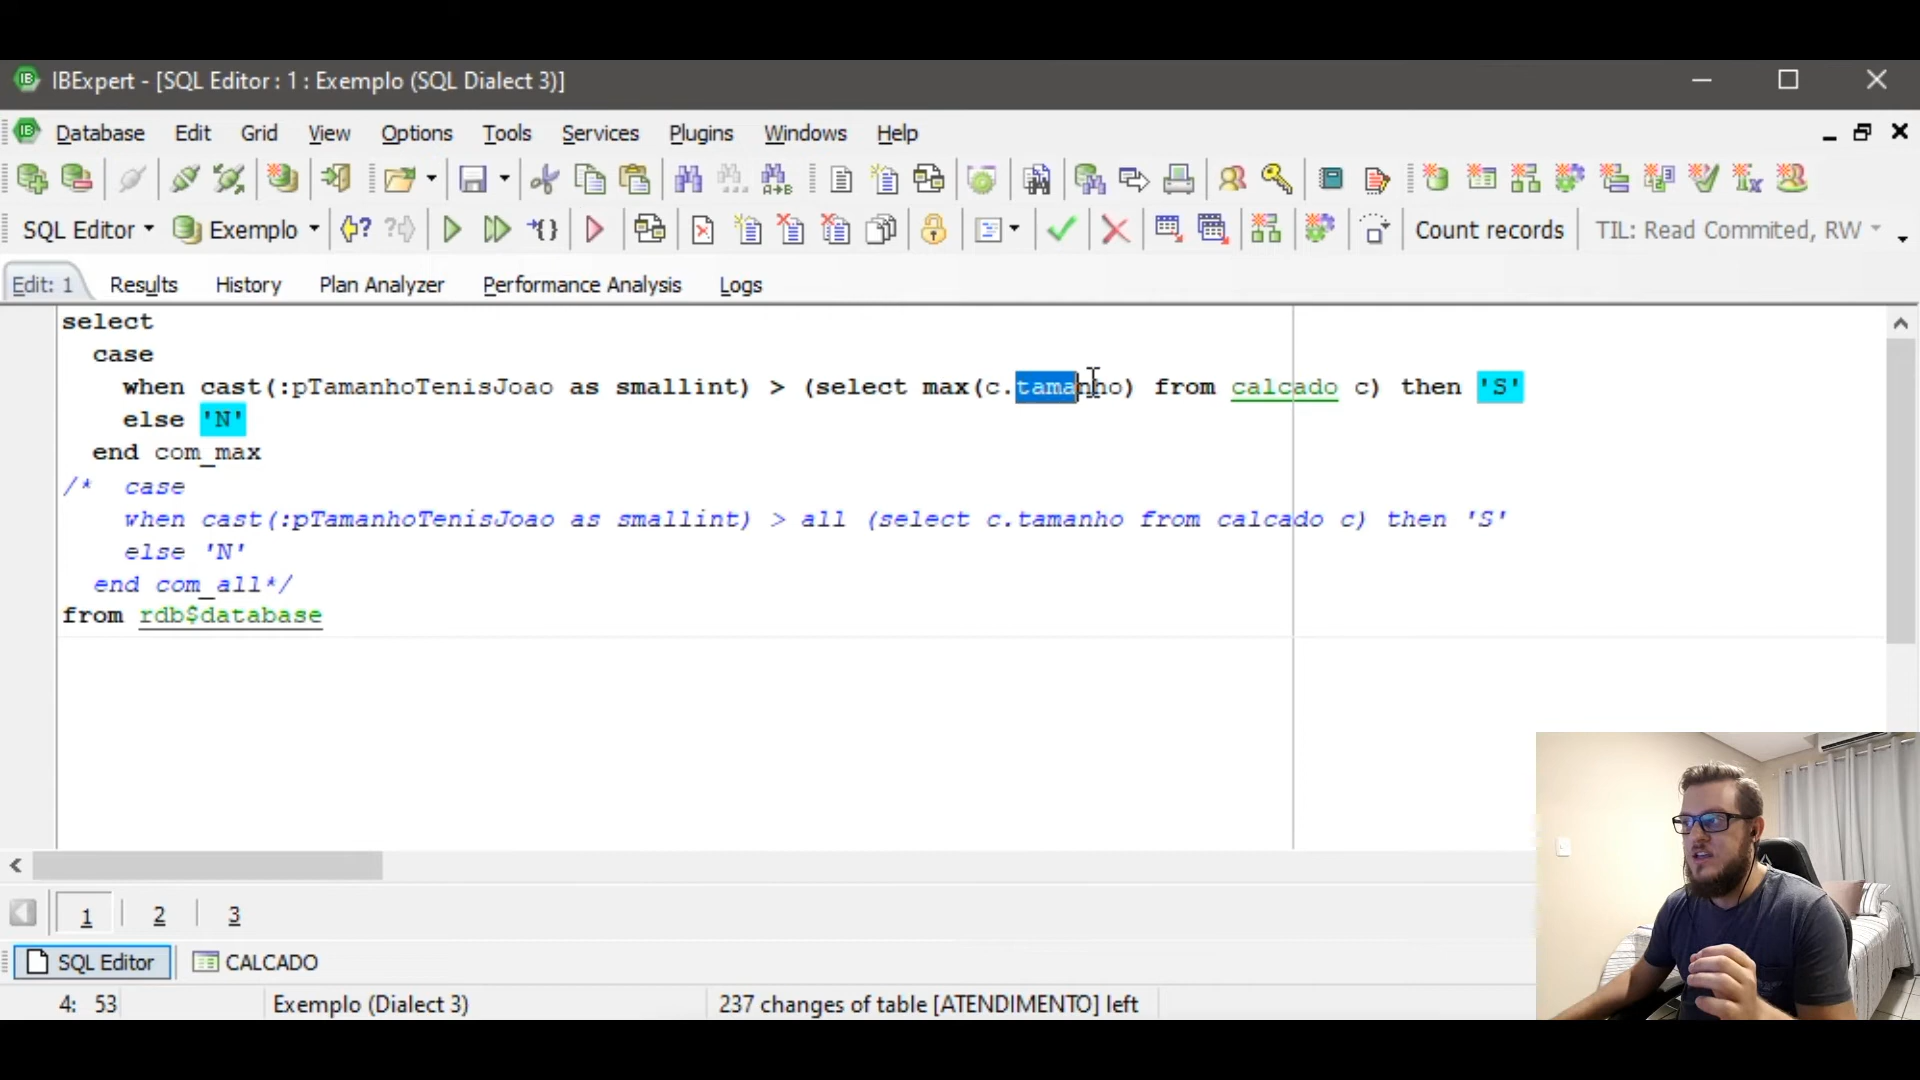 IBExpert - [SQL Editor : 1 : Exemplo (SQL Dialect 3)]
Database Edit Grid View Options Tools Services Plugins Windows Help
SQL Editor Exemplo Count records TIL: Read Commited, RW
Edit: 1 Results History Plan Analyzer Performance Analysis Logs
select
case
when cast(:pTamanhoTenisJoao as smallint) > (select max(c.tamanho) from calcado c) then 'S'
else 'N'
end com_max
/* case
when cast(:pTamanhoTenisJoao as smallint) > all (select c.tamanho from calcado c) then 'S'
else 'N'
end com_all*/
from rdb$database
1 2 3
SQL Editor CALCADO
4: 53 Exemplo (Dialect 3) 237 changes of table [ATENDIMENTO] left